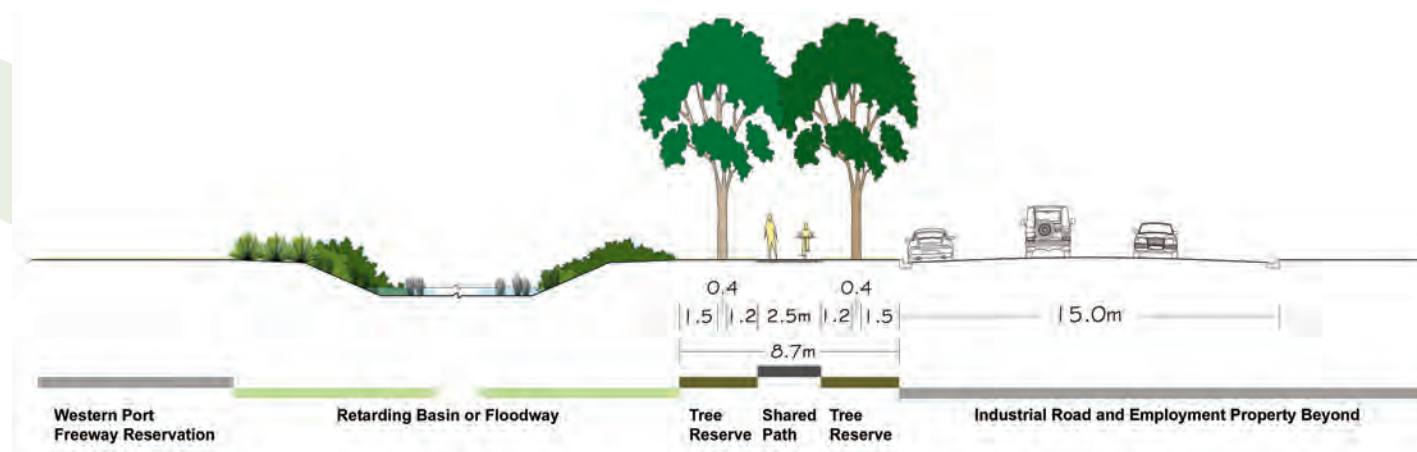 0.4 0.4
1.5 1.2 2.5m 1.2 1.5 15.0m
8.7m
Western Port
Freeway Reservation
Retarding Basin or Floodway
Tree
Reserve
Shared
Path
Tree
Reserve
Industrial Road and Employment Property Beyond